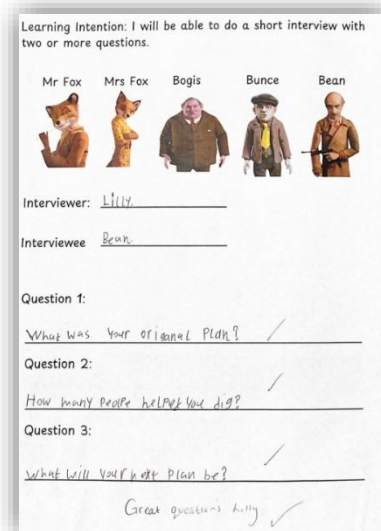 Learning Intention: I will be able to do a short interview with
two or more questions.
Mr Fox Mrs Fox Bogis Bunce Bean
Interviewer: Lilly
Interviewee Bean
Question 1:
What was your origanal Plan?
Question 2:
How many people helped you dig?
Question 3:
What will your next plan be?
Great questions Lilly